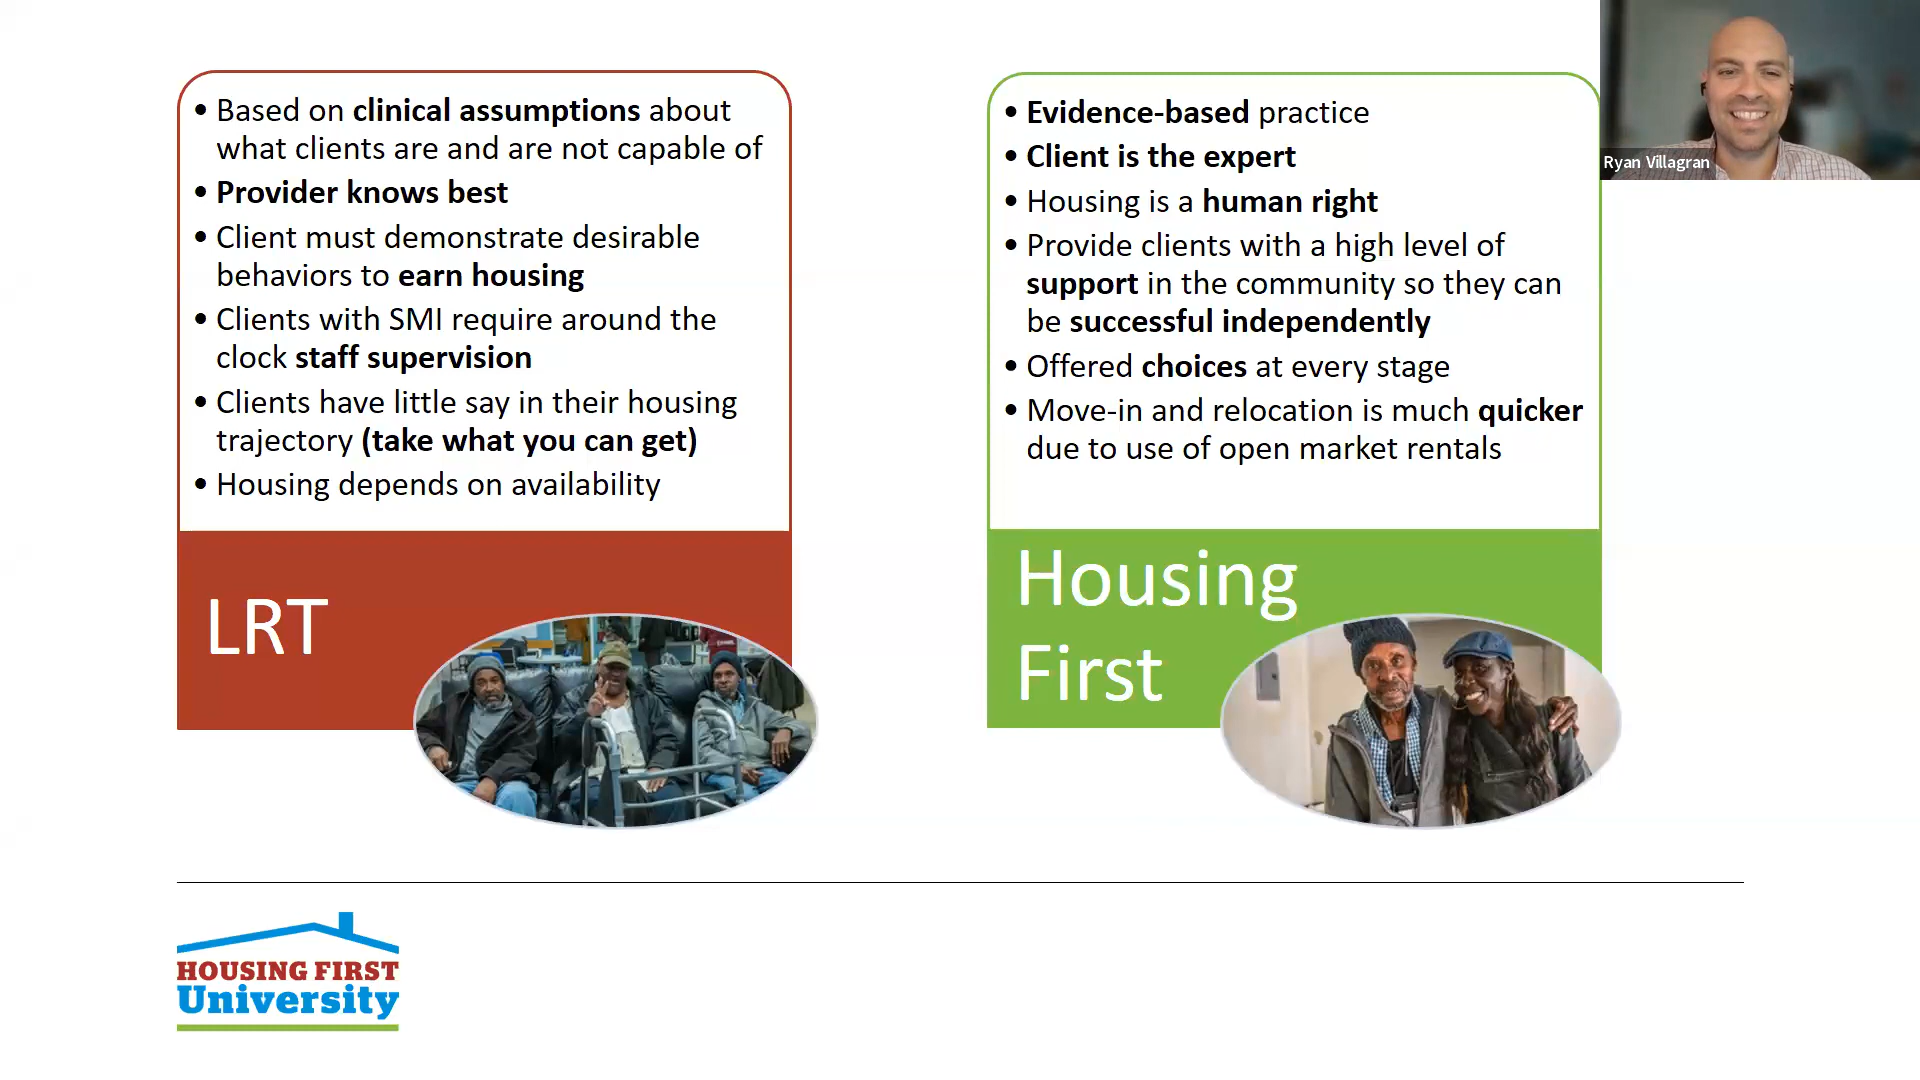 • Based on clinical assumptions about
what clients are and are not capable of
• Provider knows best
• Client must demonstrate desirable
behaviors to earn housing
• Clients with SMI require around the
clock staff supervision
• Clients have little say in their housing
trajectory (take what you can get)
• Housing depends on availability
LRT
• Evidence-based practice
• Client is the expert
• Housing is a human right
• Provide clients with a high level of
support in the community so they can
be successful independently
• Offered choices at every stage
• Move-in and relocation is much quicker
due to use of open market rentals
Housing
First
Ryan Villagran
HOUSING FIRST
University